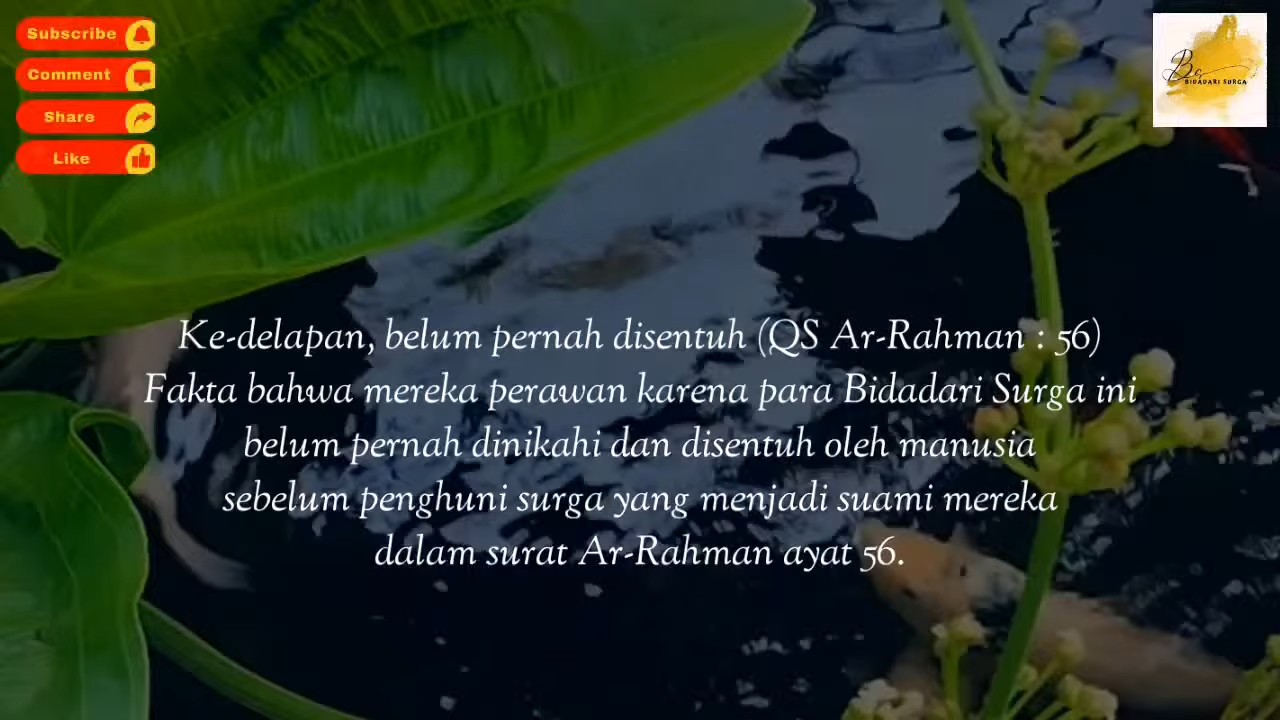 Subscribe
Comment
Share
Like
Bs
BIDADARI SURGA
Ke-delapan, belum pernah disentuh (QS Ar-Rahman : 56)
Fakta bahwa mereka perawan karena para Bidadari Surga ini
belum pernah dinikahi dan disentuh oleh manusia
sebelum penghuni surga yang menjadi suami mereka
dalam surat Ar-Rahman ayat 56.